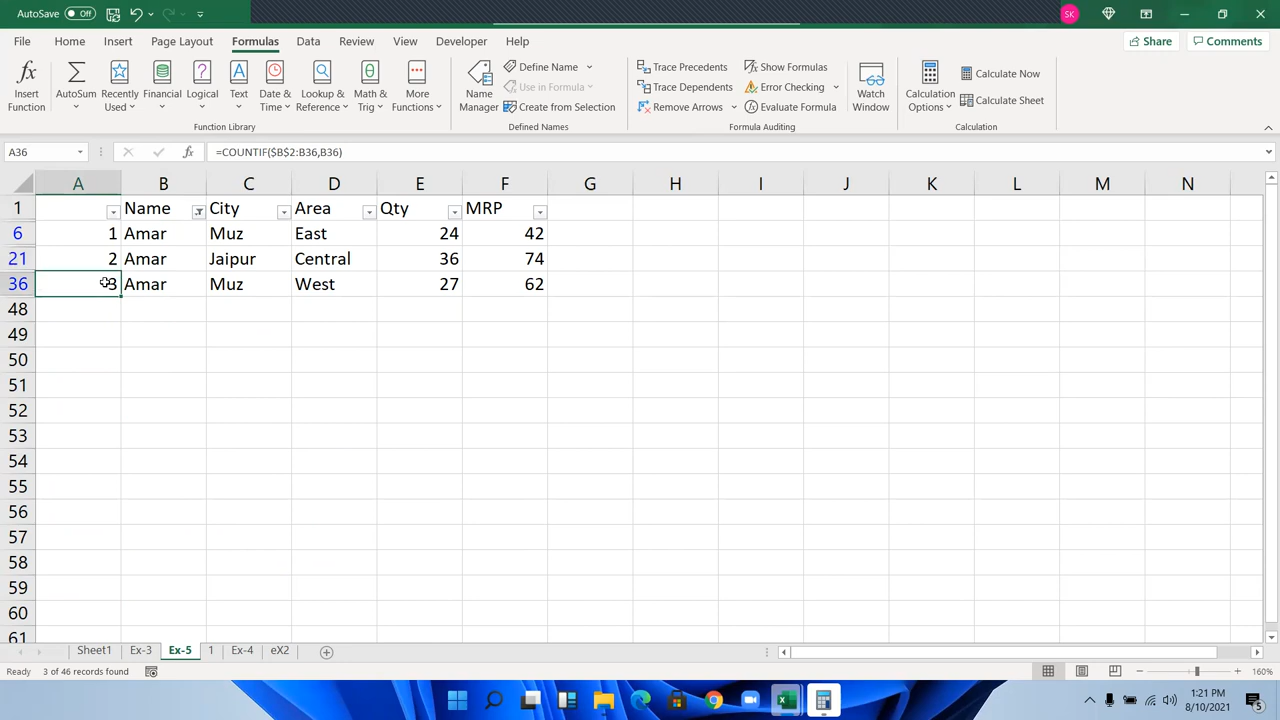 AutoSave Off SK
File Home Insert Page Layout Formulas Data Review View Developer Help Share Comments
Insert Function AutoSum Recently Used Financial Logical Text Date & Time Lookup & Reference Math & Trig More Functions Name Manager Define Name Use in Formula Create from Selection Trace Precedents Trace Dependents Remove Arrows Show Formulas Error Checking Evaluate Formula Watch Window Calculation Options Calculate Now Calculate Sheet
Function Library Defined Names Formula Auditing Calculation
A36 fx =COUNTIF($B$2:B36,B36)
A B C D E F G H I J K L M N
1 Name City Area Qty MRP
6 1 Amar Muz East 24 42
21 2 Amar Jaipur Central 36 74
36 3 Amar Muz West 27 62
48
49
50
51
52
53
54
55
56
57
58
59
60
61
Sheet1 Ex-3 Ex-5 1 Ex-4 eX2
Ready 3 of 46 records found 160%
1:21 PM
8/10/2021 5